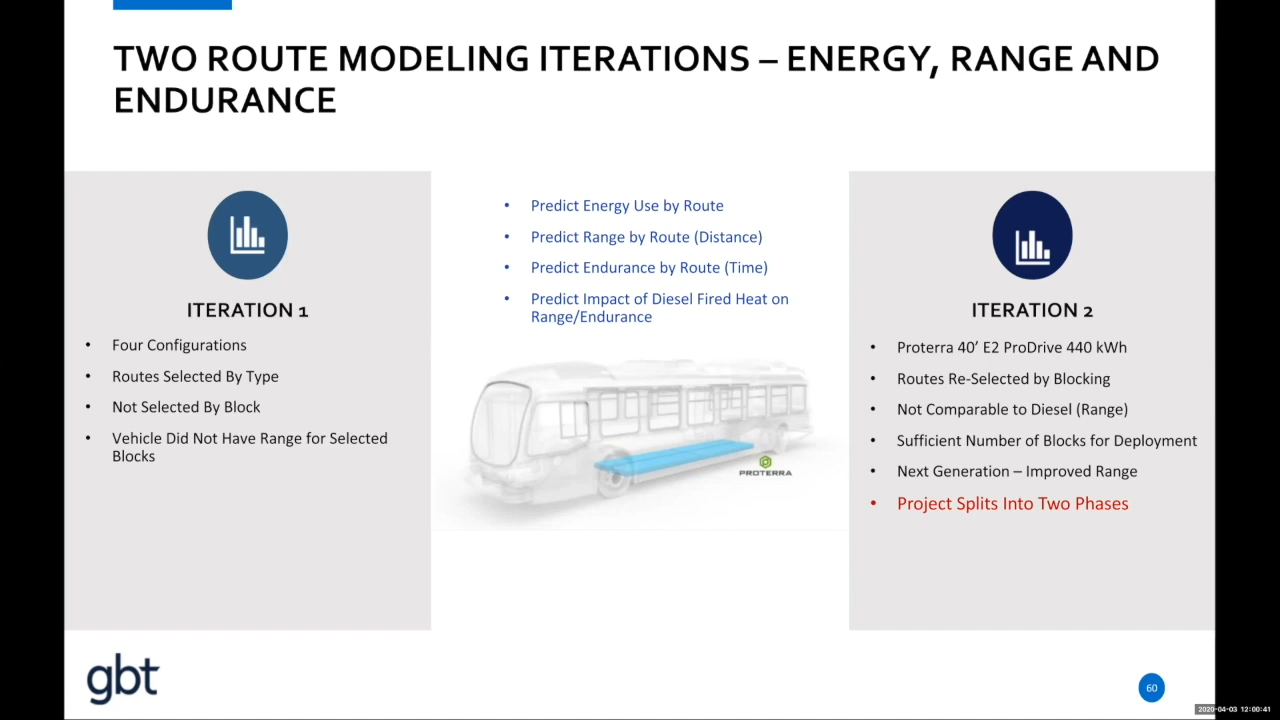 TWO ROUTE MODELING ITERATIONS – ENERGY, RANGE AND
ENDURANCE
ITERATION 1
• Four Configurations
• Routes Selected By Type
• Not Selected By Block
• Vehicle Did Not Have Range for Selected
Blocks
• Predict Energy Use by Route
• Predict Range by Route (Distance)
• Predict Endurance by Route (Time)
• Predict Impact of Diesel Fired Heat on
Range/Endurance
PROTERRA
ITERATION 2
• Proterra 40’ E2 ProDrive 440 kWh
• Routes Re-Selected by Blocking
• Not Comparable to Diesel (Range)
• Sufficient Number of Blocks for Deployment
• Next Generation – Improved Range
• Project Splits Into Two Phases
gbt
60
2020-04-03 12:00:41